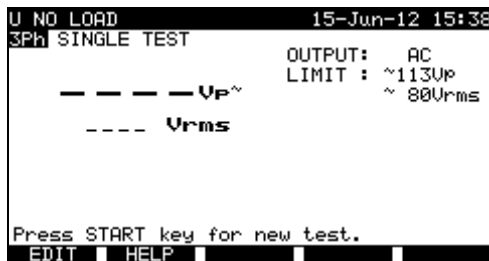 U NO LOAD 15-Jun-12 15:38
3Ph SINGLE TEST
OUTPUT: AC
LIMIT : ~113Vp
~ 80Vrms
– – – – Vp~
---- Vrms
Press START key for new test.
EDIT HELP